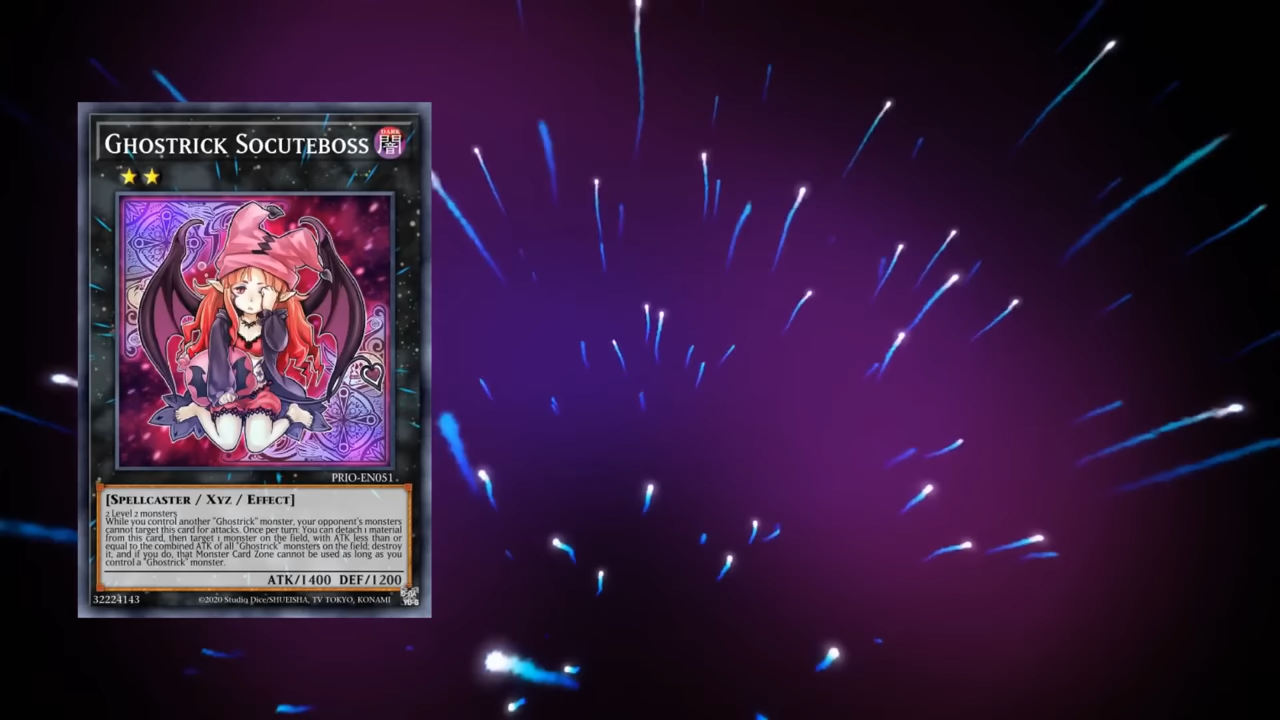 GHOSTRICK SOCUTEBOSS
DARK
闇
PRIO-EN051
[SPELLCASTER / XYZ / EFFECT]
2 Level 2 monsters
While you control another "Ghostrick" monster, your opponent's monsters
cannot target this card for attacks. Once per turn: You can detach 1 material
from this card, then target 1 monster on the field, with ATK less than or
equal to the combined ATK of all "Ghostrick" monsters on the field; destroy
it, and if you do, that Monster Card Zone cannot be used as long as you
control a "Ghostrick" monster.
ATK/1400 DEF/1200
32224143 ©2020 Studio Dice/SHUEISHA, TV TOKYO, KONAMI